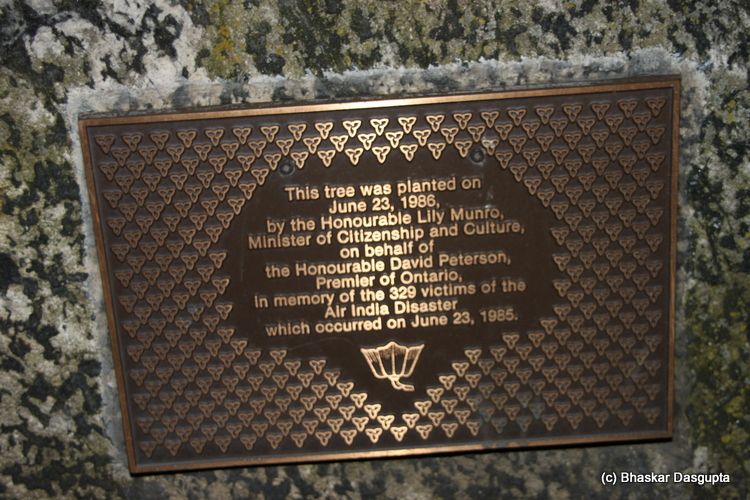 This tree was planted on
June 23, 1986,
by the Honourable Lily Munro,
Minister of Citizenship and Culture,
on behalf of
the Honourable David Peterson,
Premier of Ontario,
in memory of the 329 victims of the
Air India Disaster
which occurred on June 23, 1985.
(c) Bhaskar Dasgupta